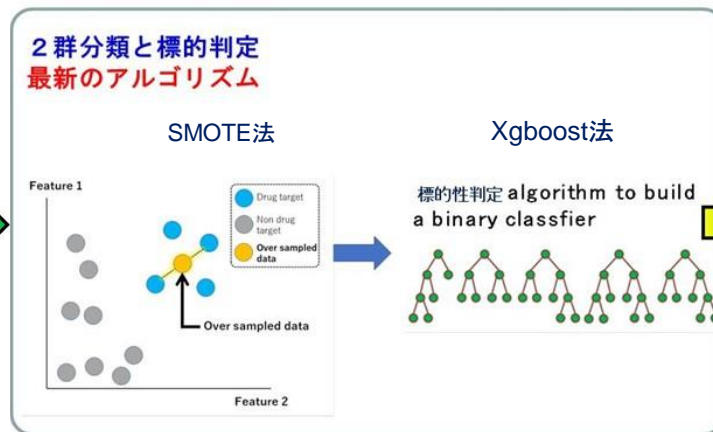 ２群分類と標的判定
最新のアルゴリズム
SMOTE法
Xgboost法
Feature 1
Drug target
Non drug
target
Over sampled
data
Over sampled data
Feature 2
標的性判定 algorithm to build
a binary classfier